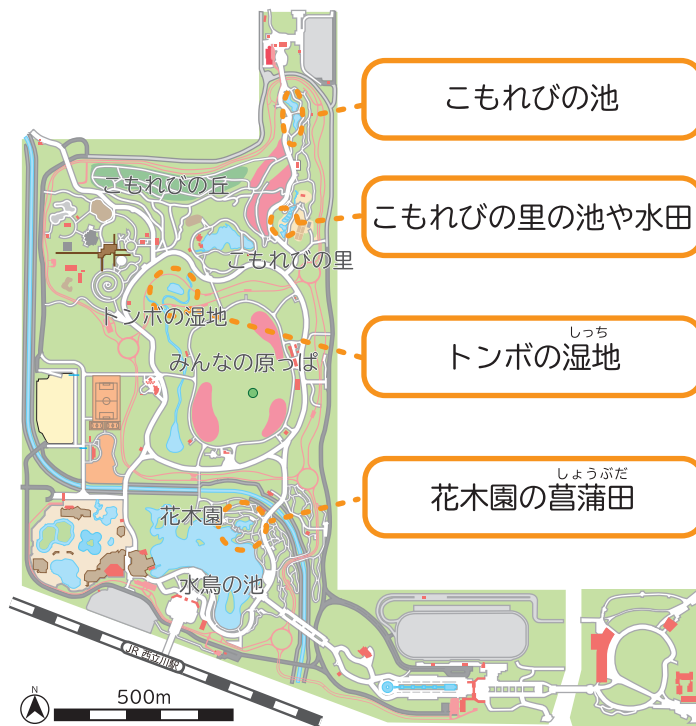 こもれびの池
こもれびの丘
こもれびの里の池や水田
こもれびの里
トンボの湿地
しっち
トンボの湿地
みんなの原っぱ
しょうぶだ
花木園の菖蒲田
花木園
水鳥の池
JR 西立川駅
N
500m